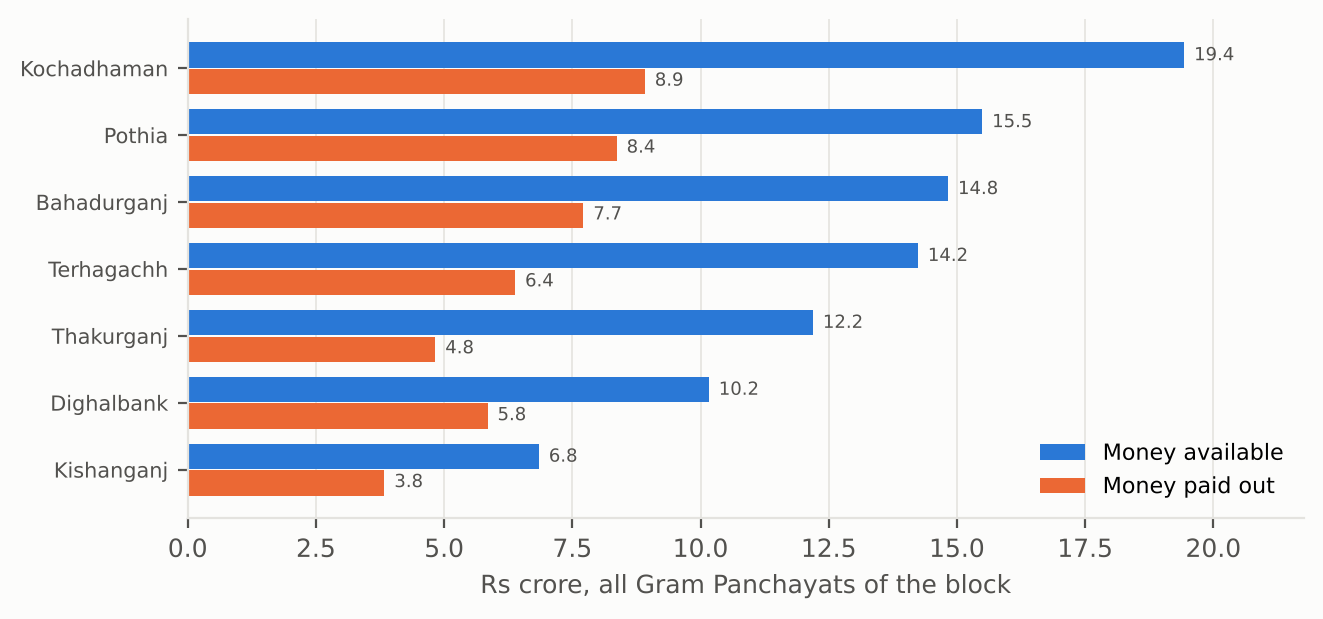 Kochadhaman
19.4
8.9
Pothia
15.5
8.4
Bahadurganj
14.8
7.7
Terhagachh
14.2
6.4
Thakurganj
12.2
4.8
Dighalbank
10.2
5.8
Kishanganj
6.8
3.8
Money available
Money paid out
0.0 2.5 5.0 7.5 10.0 12.5 15.0 17.5 20.0
Rs crore, all Gram Panchayats of the block